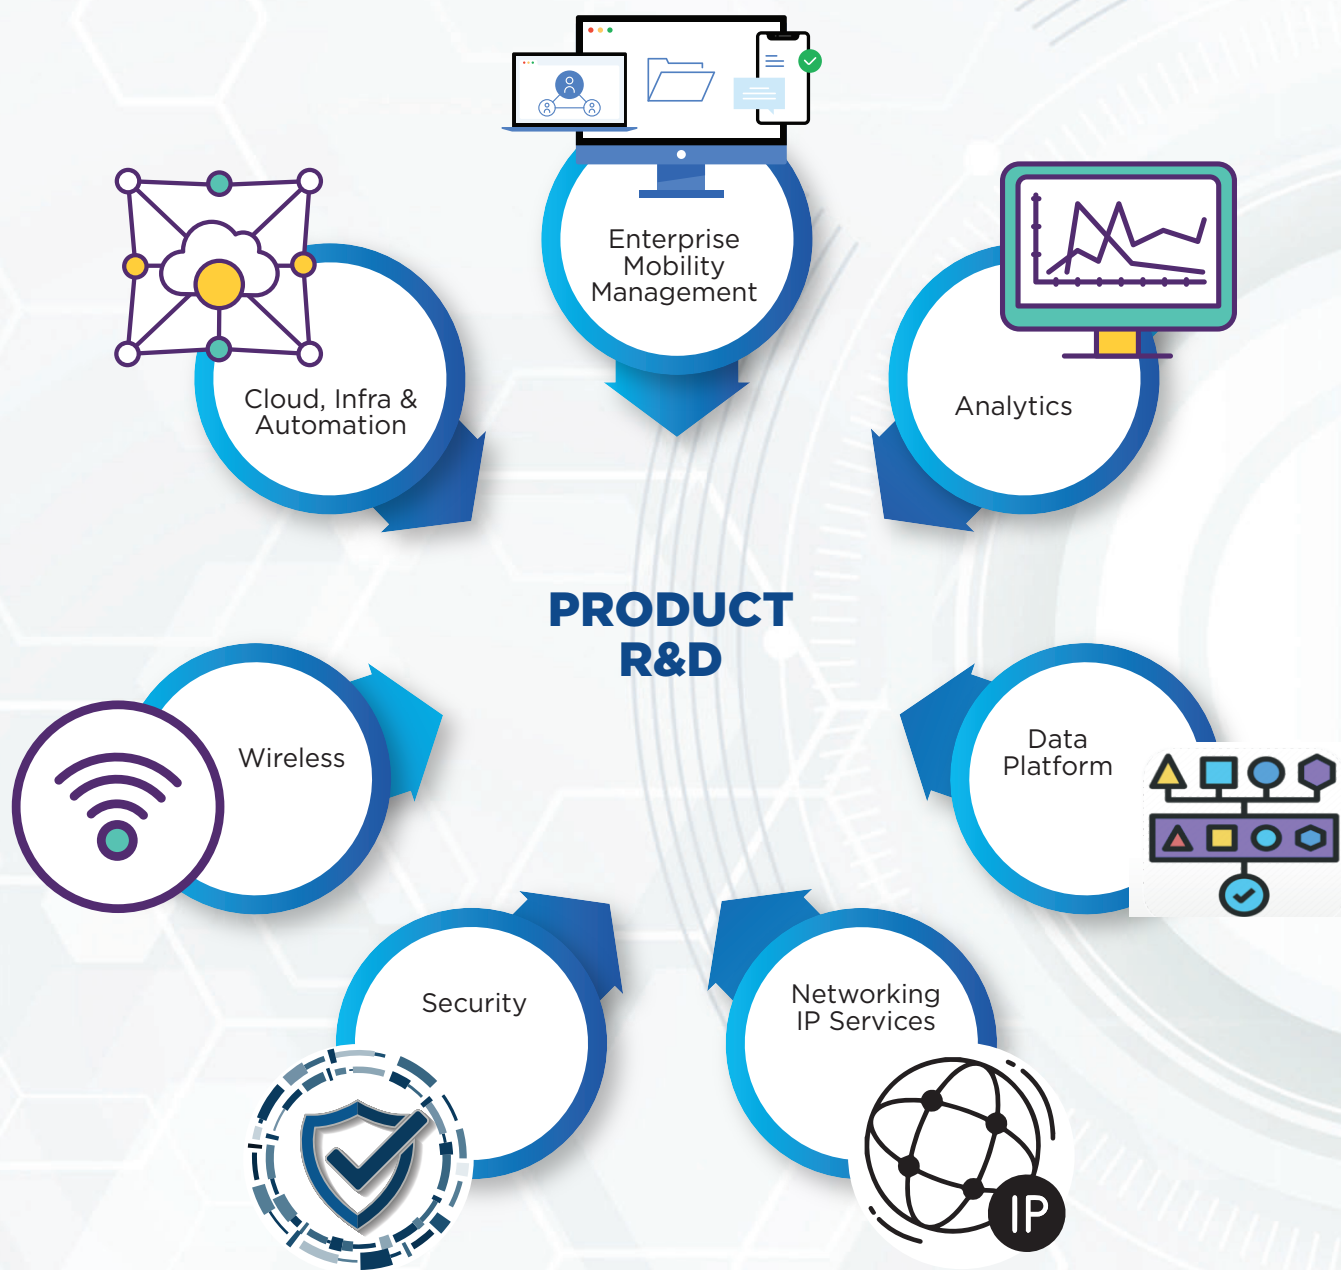 Enterprise
Mobility
Management
Cloud, Infra &
Automation
Analytics
PRODUCT
R&D
Wireless
Data
Platform
Security
Networking
IP Services
IP